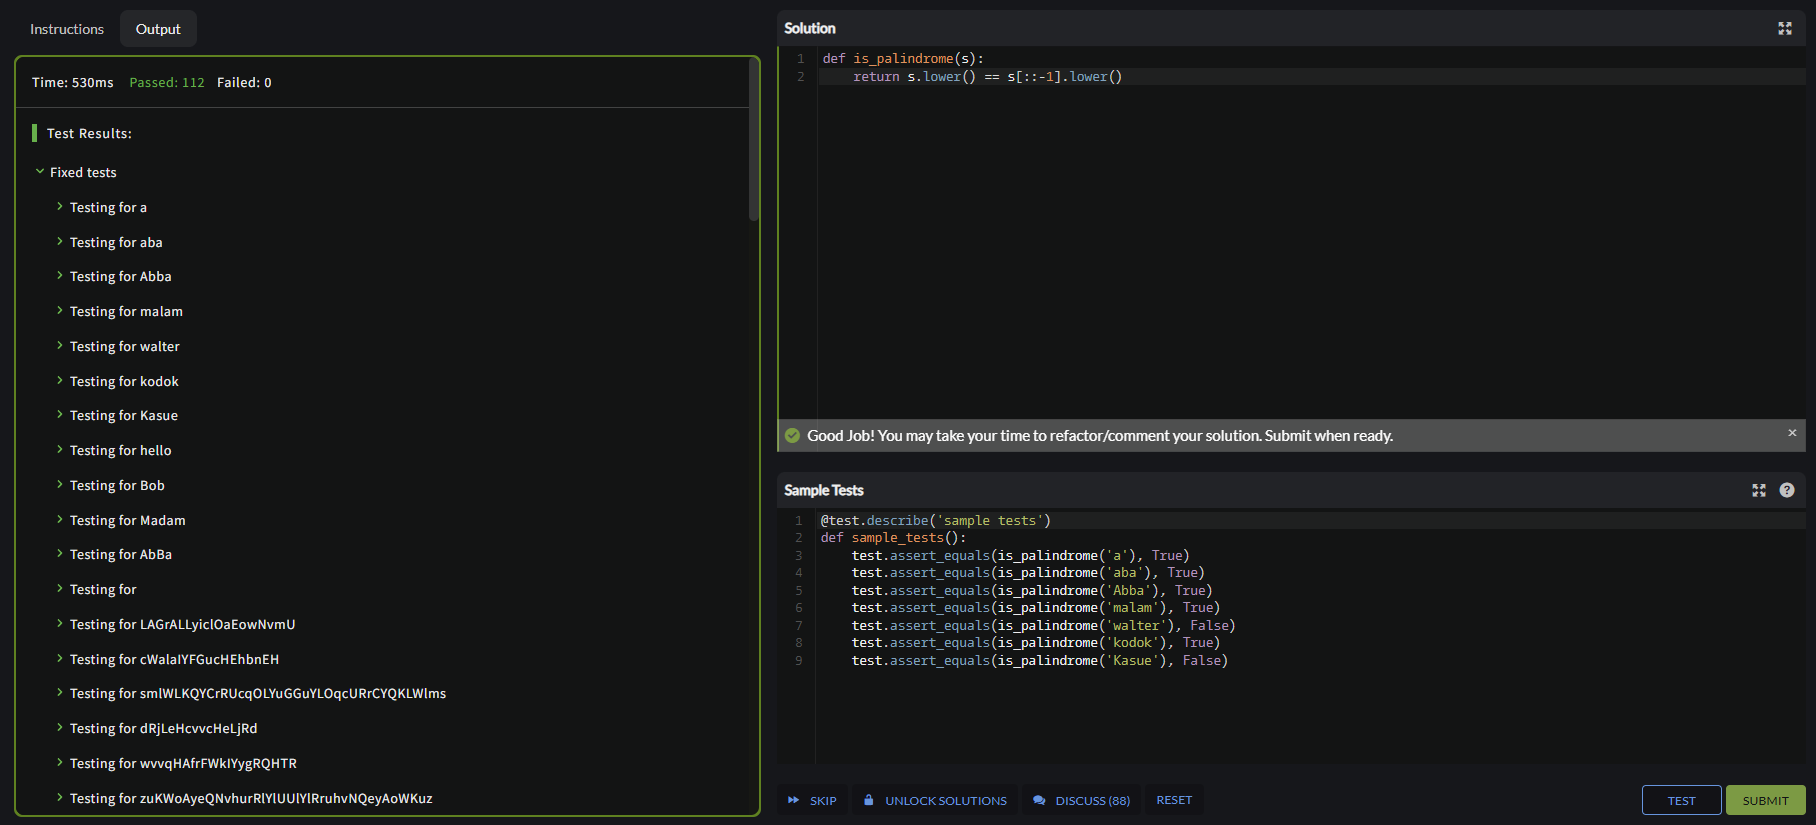 Instructions
Output
Time: 530ms Passed: 112 Failed: 0
Test Results:
Fixed tests
Testing for a
Testing for aba
Testing for Abba
Testing for malam
Testing for walter
Testing for kodok
Testing for Kasue
Testing for hello
Testing for Bob
Testing for Madam
Testing for AbBa
Testing for
Testing for LAGrALLyiclOaEowNvmU
Testing for cWalaIYFGucHEhbnEH
Testing for smlWLKQYCrRUcqOLYuGGuYLOqcURrCYQKLWlms
Testing for dRjLeHcvvcHeLjRd
Testing for wvvqHAfrFWkIYygRQHTR
Testing for zuKWoAyeQNvhurRlYlUUlYlRruhvNQeyAoWKuz
Solution
1 def is_palindrome(s):
2     return s.lower() == s[::-1].lower()
Good Job! You may take your time to refactor/comment your solution. Submit when ready.
Sample Tests
1 @test.describe('sample tests')
2 def sample_tests():
3     test.assert_equals(is_palindrome('a'), True)
4     test.assert_equals(is_palindrome('aba'), True)
5     test.assert_equals(is_palindrome('Abba'), True)
6     test.assert_equals(is_palindrome('malam'), True)
7     test.assert_equals(is_palindrome('walter'), False)
8     test.assert_equals(is_palindrome('kodok'), True)
9     test.assert_equals(is_palindrome('Kasue'), False)
SKIP UNLOCK SOLUTIONS DISCUSS (88) RESET TEST SUBMIT